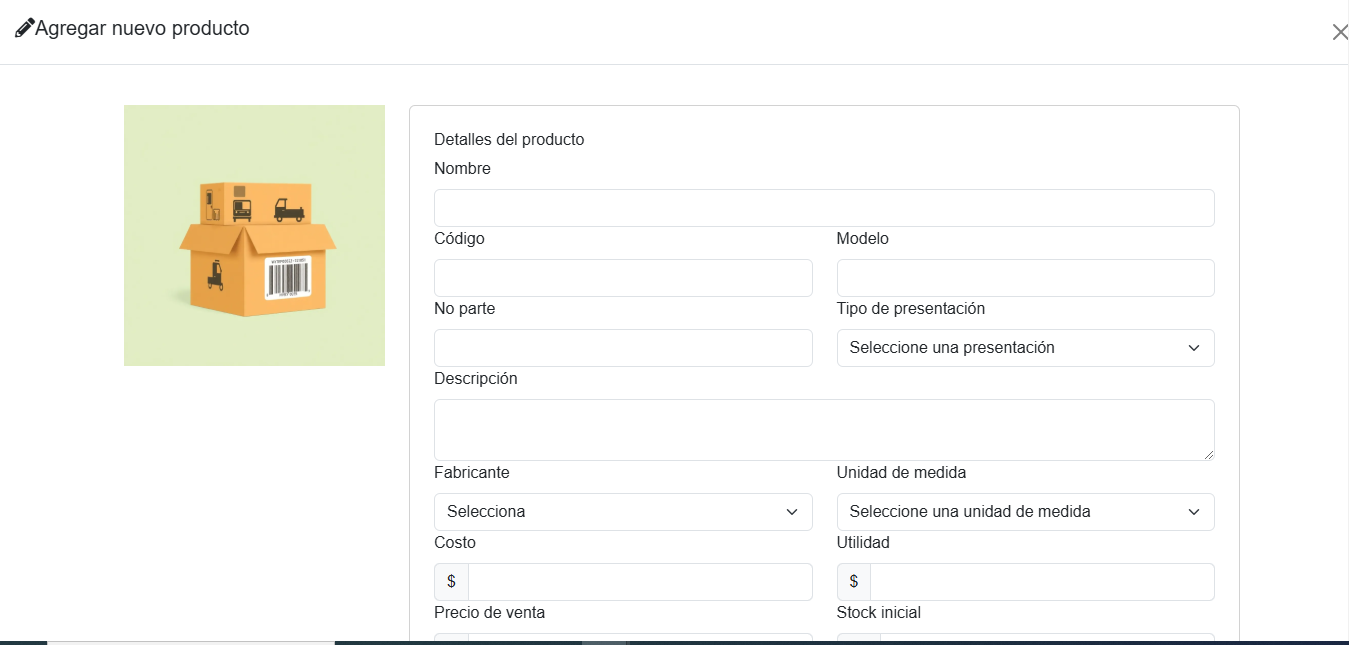 Agregar nuevo producto
Detalles del producto
Nombre
Código
Modelo
No parte
Tipo de presentación
Seleccione una presentación
Descripción
Fabricante
Unidad de medida
Selecciona
Seleccione una unidad de medida
Costo
Utilidad
$
$
Precio de venta
Stock inicial